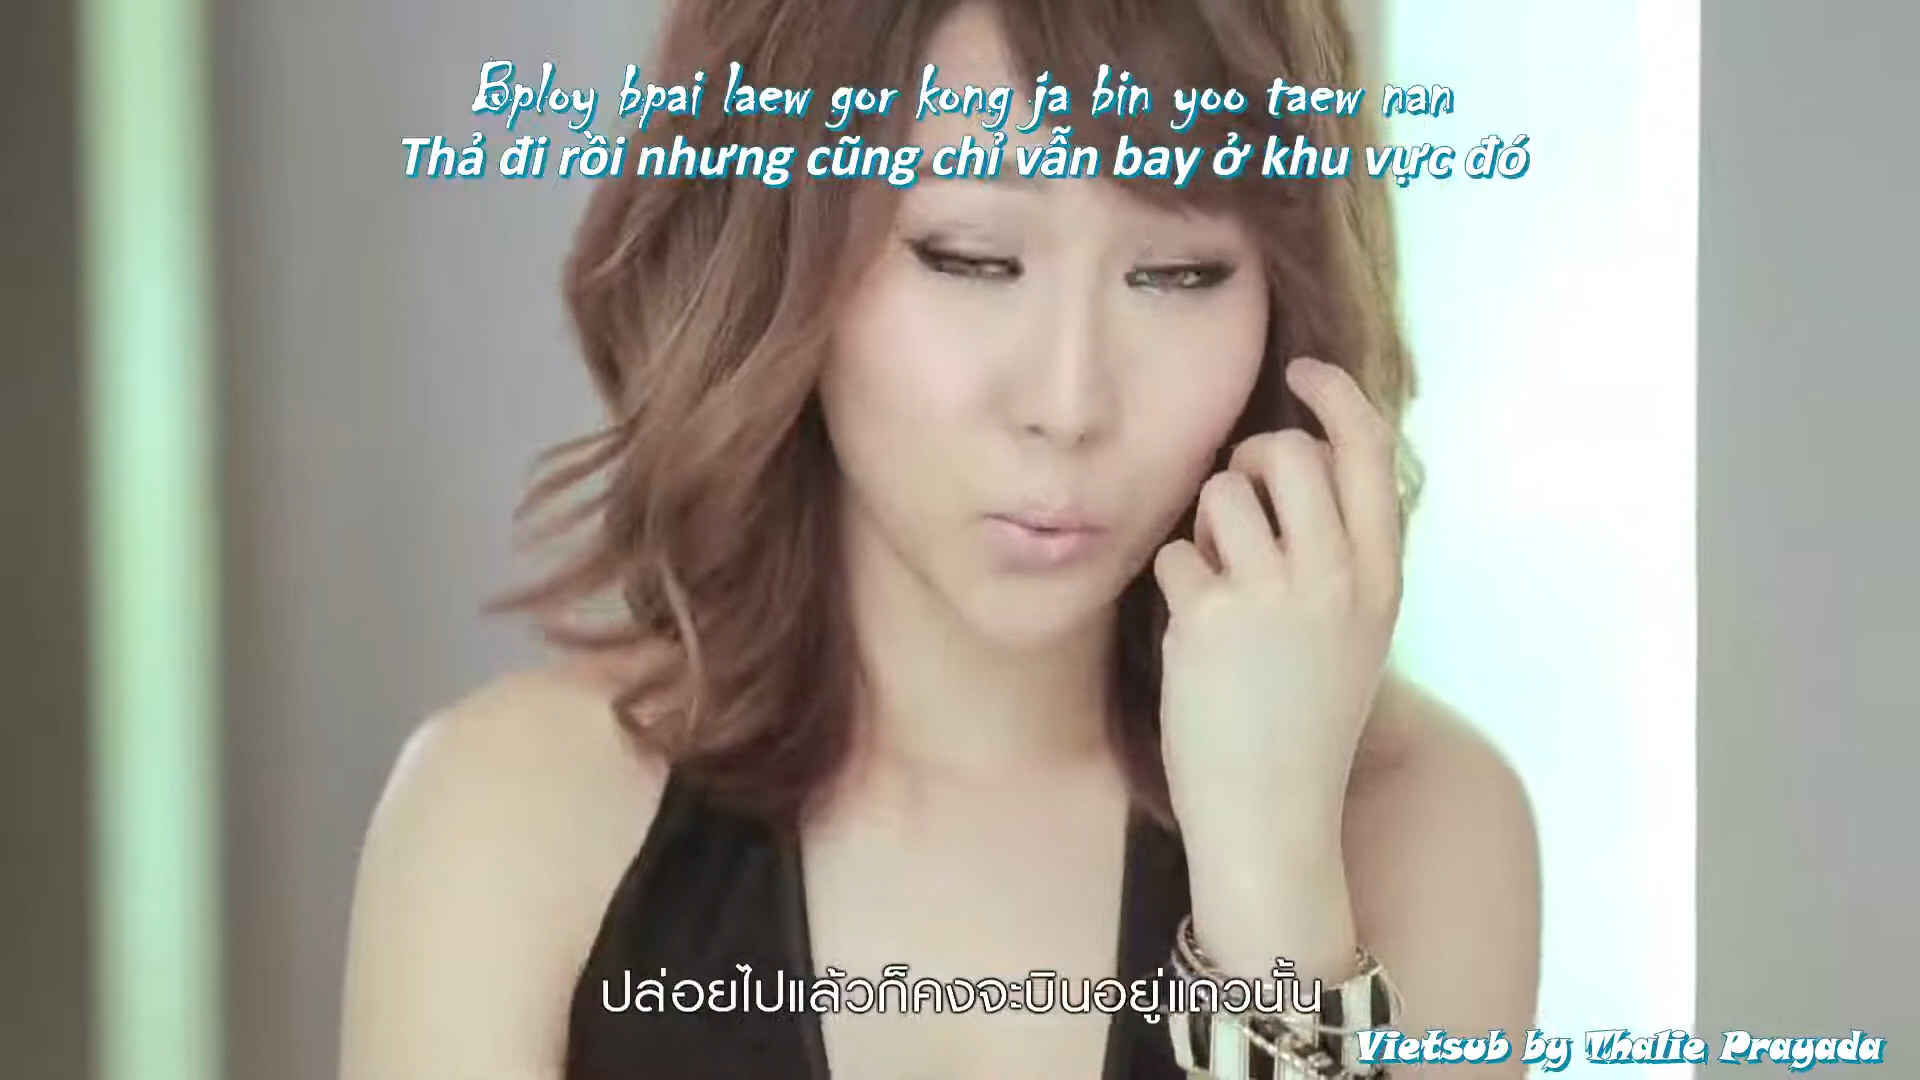 Bploy bpai laew gor kong ja bin yoo taew nan
Thả đi rồi nhưng cũng chỉ vẫn bay ở khu vực đó
ปล่อยไปแล้วก็คงจะบินอยู่แถวนั้น
Vietsub by Thalie Prayada